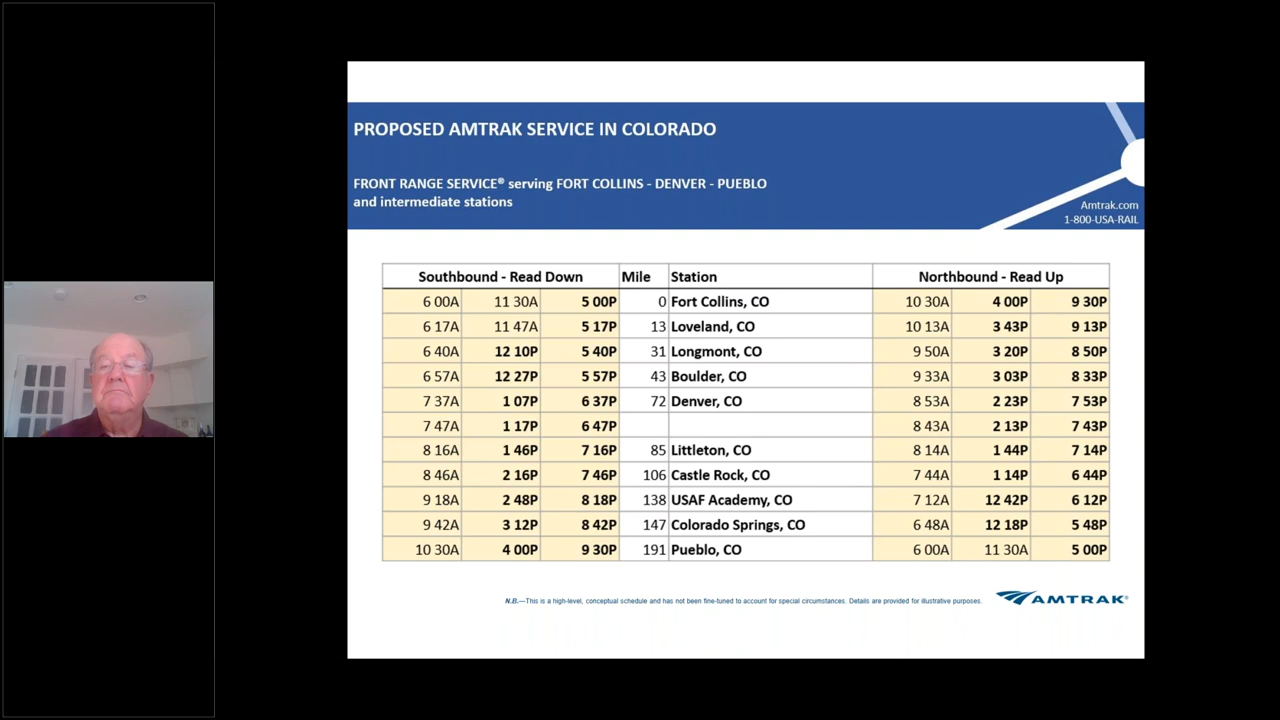 PROPOSED AMTRAK SERVICE IN COLORADO
FRONT RANGE SERVICE® serving FORT COLLINS - DENVER - PUEBLO
and intermediate stations
Amtrak.com
1-800-USA-RAIL
Southbound - Read Down Mile Station Northbound - Read Up
6 00A 11 30A 5 00P 0 Fort Collins, CO 10 30A 4 00P 9 30P
6 17A 11 47A 5 17P 13 Loveland, CO 10 13A 3 43P 9 13P
6 40A 12 10P 5 40P 31 Longmont, CO 9 50A 3 20P 8 50P
6 57A 12 27P 5 57P 43 Boulder, CO 9 33A 3 03P 8 33P
7 37A 1 07P 6 37P 72 Denver, CO 8 53A 2 23P 7 53P
7 47A 1 17P 6 47P 8 43A 2 13P 7 43P
8 16A 1 46P 7 16P 85 Littleton, CO 8 14A 1 44P 7 14P
8 46A 2 16P 7 46P 106 Castle Rock, CO 7 44A 1 14P 6 44P
9 18A 2 48P 8 18P 138 USAF Academy, CO 7 12A 12 42P 6 12P
9 42A 3 12P 8 42P 147 Colorado Springs, CO 6 48A 12 18P 5 48P
10 30A 4 00P 9 30P 191 Pueblo, CO 6 00A 11 30A 5 00P
N.B.—This is a high-level, conceptual schedule and has not been fine-tuned to account for special circumstances. Details are provided for illustrative purposes.
AMTRAK®